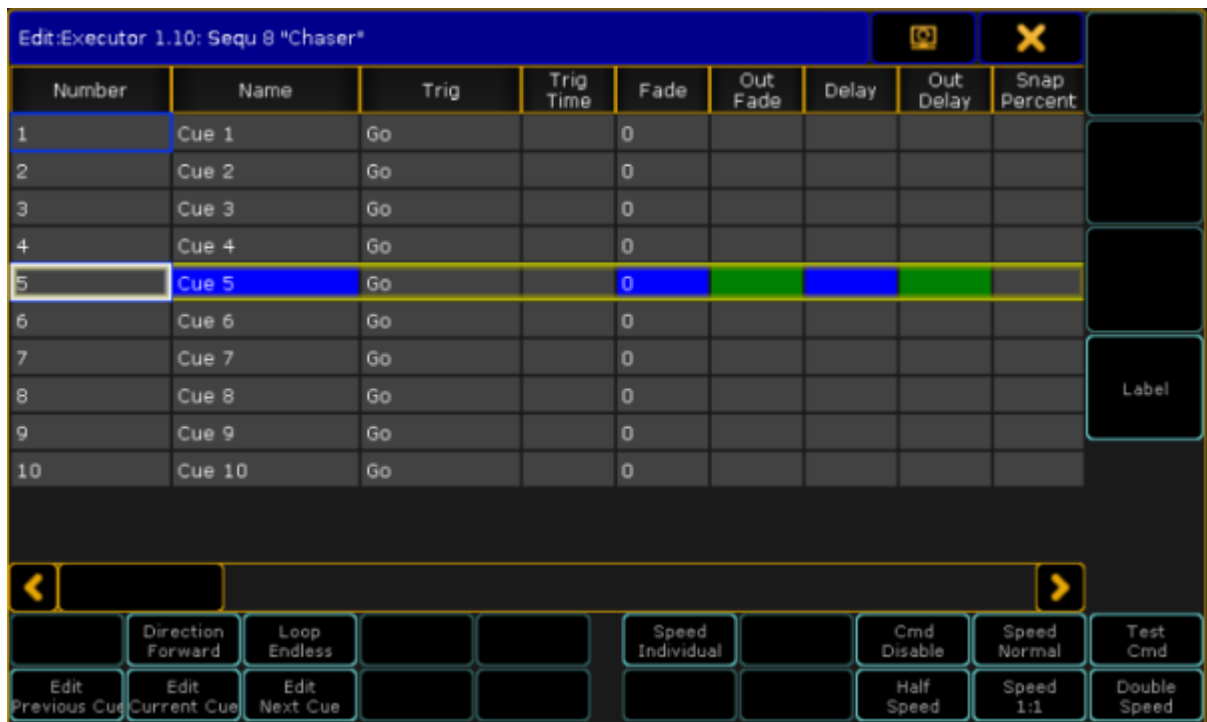 Edit:Executor 1.10: Sequ 8 "Chaser"
Number Name Trig Trig Time Fade Out Fade Delay Out Delay Snap Percent
1 Cue 1 Go 0
2 Cue 2 Go 0
3 Cue 3 Go 0
4 Cue 4 Go 0
5 Cue 5 Go 0
6 Cue 6 Go 0
7 Cue 7 Go 0
8 Cue 8 Go 0
9 Cue 9 Go 0
10 Cue 10 Go 0
Label
Direction Forward Loop Endless Speed Individual Cmd Disable Speed Normal Test Cmd
Edit Previous Cue Edit Current Cue Edit Next Cue Half Speed Speed 1:1 Double Speed